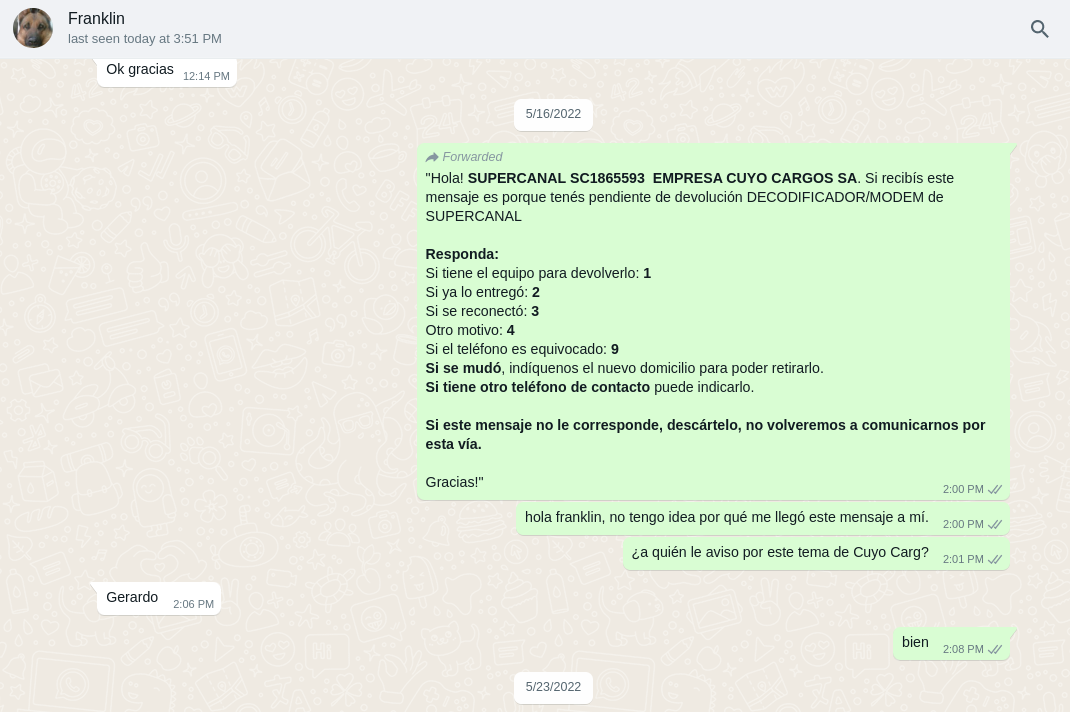 Franklin
last seen today at 3:51 PM
Ok gracias 12:14 PM
5/16/2022
Forwarded
"Hola! SUPERCANAL SC1865593  EMPRESA CUYO CARGOS SA. Si recibís este
mensaje es porque tenés pendiente de devolución DECODIFICADOR/MODEM de
SUPERCANAL
Responda:
Si tiene el equipo para devolverlo: 1
Si ya lo entregó: 2
Si se reconectó: 3
Otro motivo: 4
Si el teléfono es equivocado: 9
Si se mudó, indíquenos el nuevo domicilio para poder retirarlo.
Si tiene otro teléfono de contacto puede indicarlo.
Si este mensaje no le corresponde, descártelo, no volveremos a comunicarnos por
esta vía.
Gracias!" 2:00 PM
hola franklin, no tengo idea por qué me llegó este mensaje a mí. 2:00 PM
¿a quién le aviso por este tema de Cuyo Carg? 2:01 PM
Gerardo 2:06 PM
bien 2:08 PM
5/23/2022